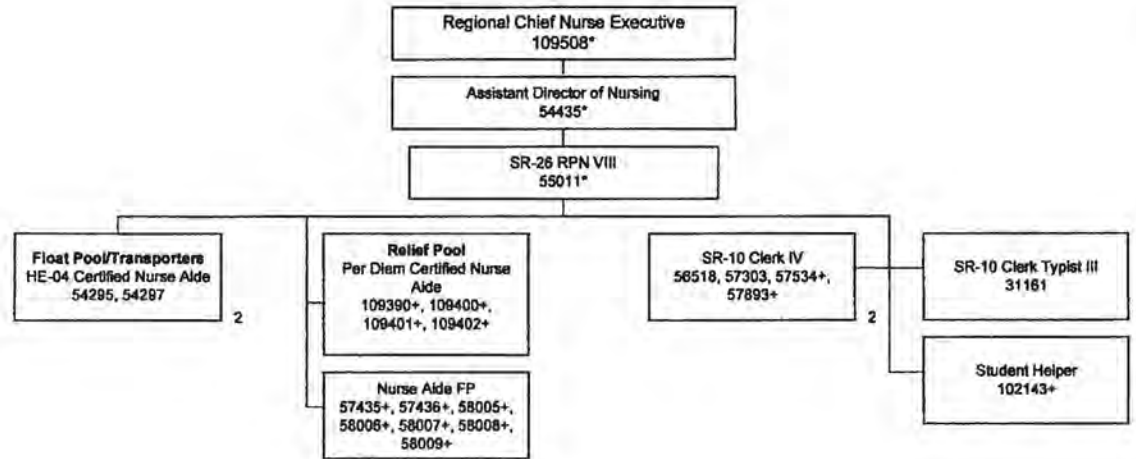 Regional Chief Nurse Executive
109508*
Assistant Director of Nursing
54435*
SR-26 RPN VIII
55011*
Float Pool/Transporters
HE-04 Certified Nurse Aide
54295, 54297
2
Relief Pool
Per Diem Certified Nurse
Aide
109390+, 109400+,
109401+, 109402+
Nurse Aide FP
57435+, 57436+, 58005+,
58006+, 58007+, 58008+,
58009+
SR-10 Clerk IV
56518, 57303, 57534+,
57893+
2
SR-10 Clerk Typist III
31161
Student Helper
102143+